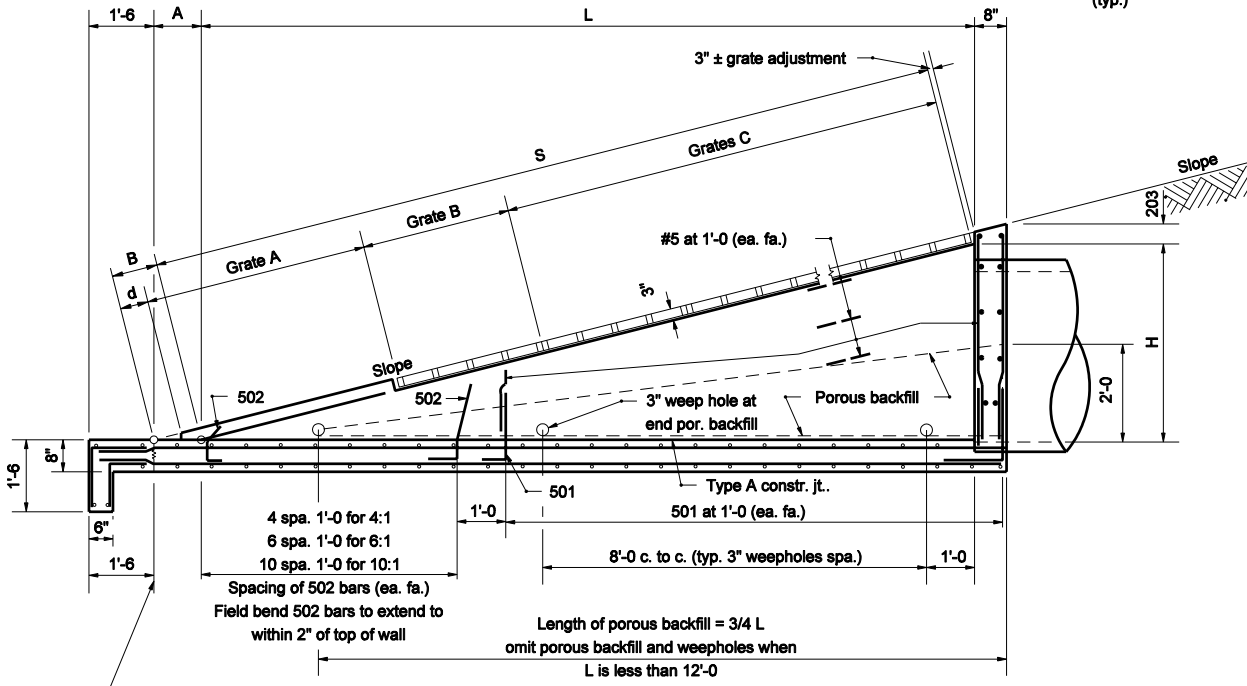 (typ.)
1'-6
A
L
8"
3" ± grate adjustment
S
Grates C
Slope
203
Grate B
#5 at 1'-0 (ea. fa.)
B
Grate A
d
3"
H
Slope
2'-0
502
502
3" weep hole at
end por. backfill
Porous backfill
8"
1'-6
Type A constr. jt..
501
6"
4 spa. 1'-0 for 4:1
6 spa. 1'-0 for 6:1
10 spa. 1'-0 for 10:1
1'-0
501 at 1'-0 (ea. fa.)
1'-6
8'-0 c. to c. (typ. 3" weepholes spa.)
1'-0
Spacing of 502 bars (ea. fa.)
Field bend 502 bars to extend to
within 2" of top of wall
Length of porous backfill = 3/4 L
omit porous backfill and weepholes when
L is less than 12'-0